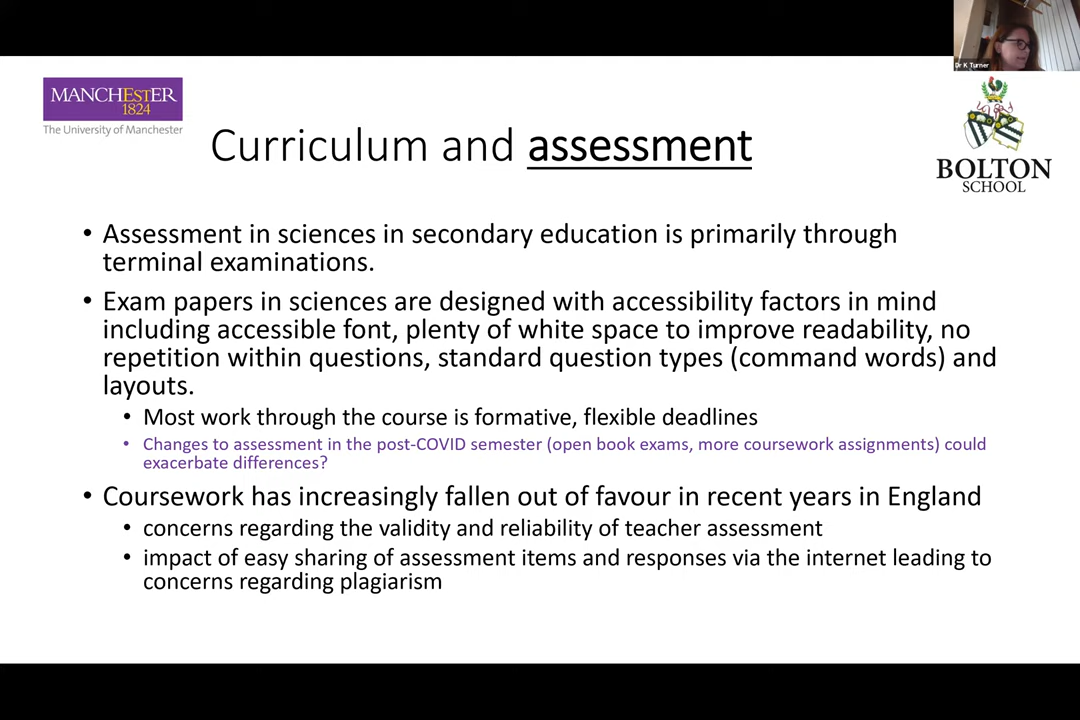 Dr K Turner
MANCHESTER
1824
The University of Manchester
Curriculum and assessment
BOLTON
SCHOOL
• Assessment in sciences in secondary education is primarily through
terminal examinations.
• Exam papers in sciences are designed with accessibility factors in mind
including accessible font, plenty of white space to improve readability, no
repetition within questions, standard question types (command words) and
layouts.
• Most work through the course is formative, flexible deadlines
• Changes to assessment in the post-COVID semester (open book exams, more coursework assignments) could
exacerbate differences?
• Coursework has increasingly fallen out of favour in recent years in England
• concerns regarding the validity and reliability of teacher assessment
• impact of easy sharing of assessment items and responses via the internet leading to
concerns regarding plagiarism